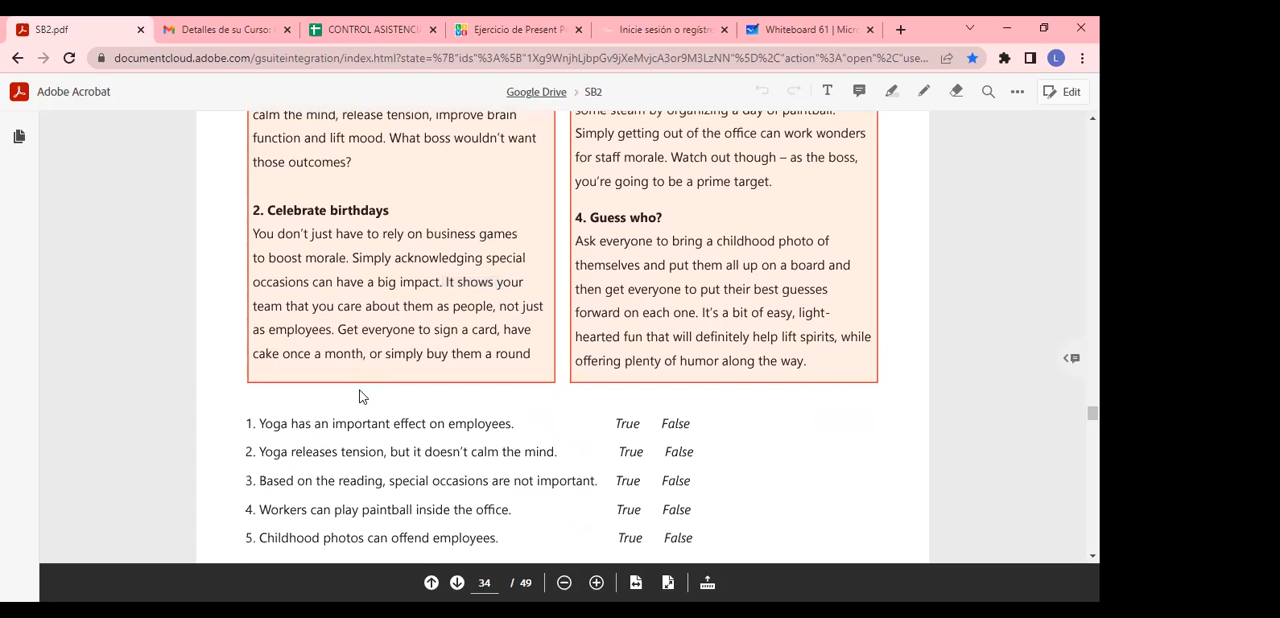 SB2.pdf
Detalles de su Curso:
CONTROL ASISTENCI
Ejercicio de Present P
Inicie sesión o registr
Whiteboard 61 | Micr
documentcloud.adobe.com/gsuiteintegration/index.html?state=%7B"ids"%3A%5B"1Xg9WnjhLjbpGv9jXeMvjcA3or9M3LzNN"%5D%2C"action"%3A"open"%2C"use...
L
Adobe Acrobat
Google Drive > SB2
Edit
calm the mind, release tension, improve brain
function and lift mood. What boss wouldn't want
those outcomes?
2. Celebrate birthdays
You don't just have to rely on business games
to boost morale. Simply acknowledging special
occasions can have a big impact. It shows your
team that you care about them as people, not just
as employees. Get everyone to sign a card, have
cake once a month, or simply buy them a round
some steam by organizing a day of paintball.
Simply getting out of the office can work wonders
for staff morale. Watch out though – as the boss,
you're going to be a prime target.
4. Guess who?
Ask everyone to bring a childhood photo of
themselves and put them all up on a board and
then get everyone to put their best guesses
forward on each one. It's a bit of easy, light-
hearted fun that will definitely help lift spirits, while
offering plenty of humor along the way.
1. Yoga has an important effect on employees. True False
2. Yoga releases tension, but it doesn't calm the mind. True False
3. Based on the reading, special occasions are not important. True False
4. Workers can play paintball inside the office. True False
5. Childhood photos can offend employees. True False
34 / 49